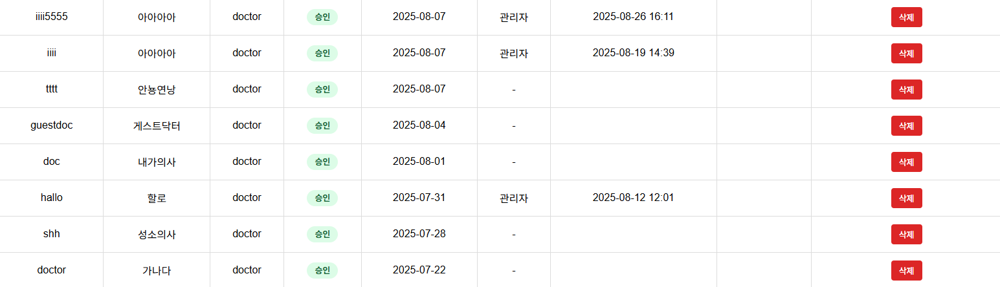 iiii5555 아아아아 doctor 승인 2025-08-07 관리자 2025-08-26 16:11 삭제
iiii 아아아아 doctor 승인 2025-08-07 관리자 2025-08-19 14:39 삭제
tttt 안뇽연낭 doctor 승인 2025-08-07 - 삭제
guestdoc 게스트닥터 doctor 승인 2025-08-04 - 삭제
doc 내가의사 doctor 승인 2025-08-01 - 삭제
hallo 할로 doctor 승인 2025-07-31 관리자 2025-08-12 12:01 삭제
shh 성소의사 doctor 승인 2025-07-28 - 삭제
doctor 가나다 doctor 승인 2025-07-22 - 삭제